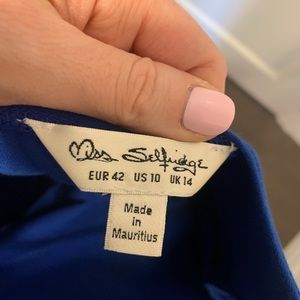 Miss Selfridge
EUR 42 US 10 UK 14
Made
in
Mauritius